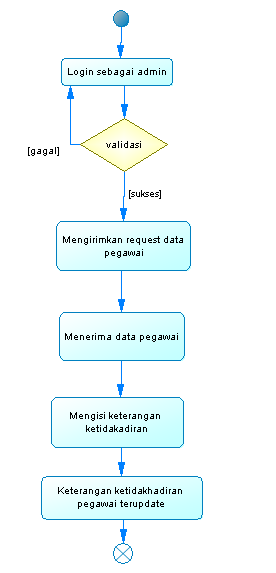 Login sebagai admin
validasi
[gagal]
[sukses]
Mengirimkan request data
pegawai
Menerima data pegawai
Mengisi keterangan
ketidakadiran
Keterangan ketidakhadiran
pegawai terupdate